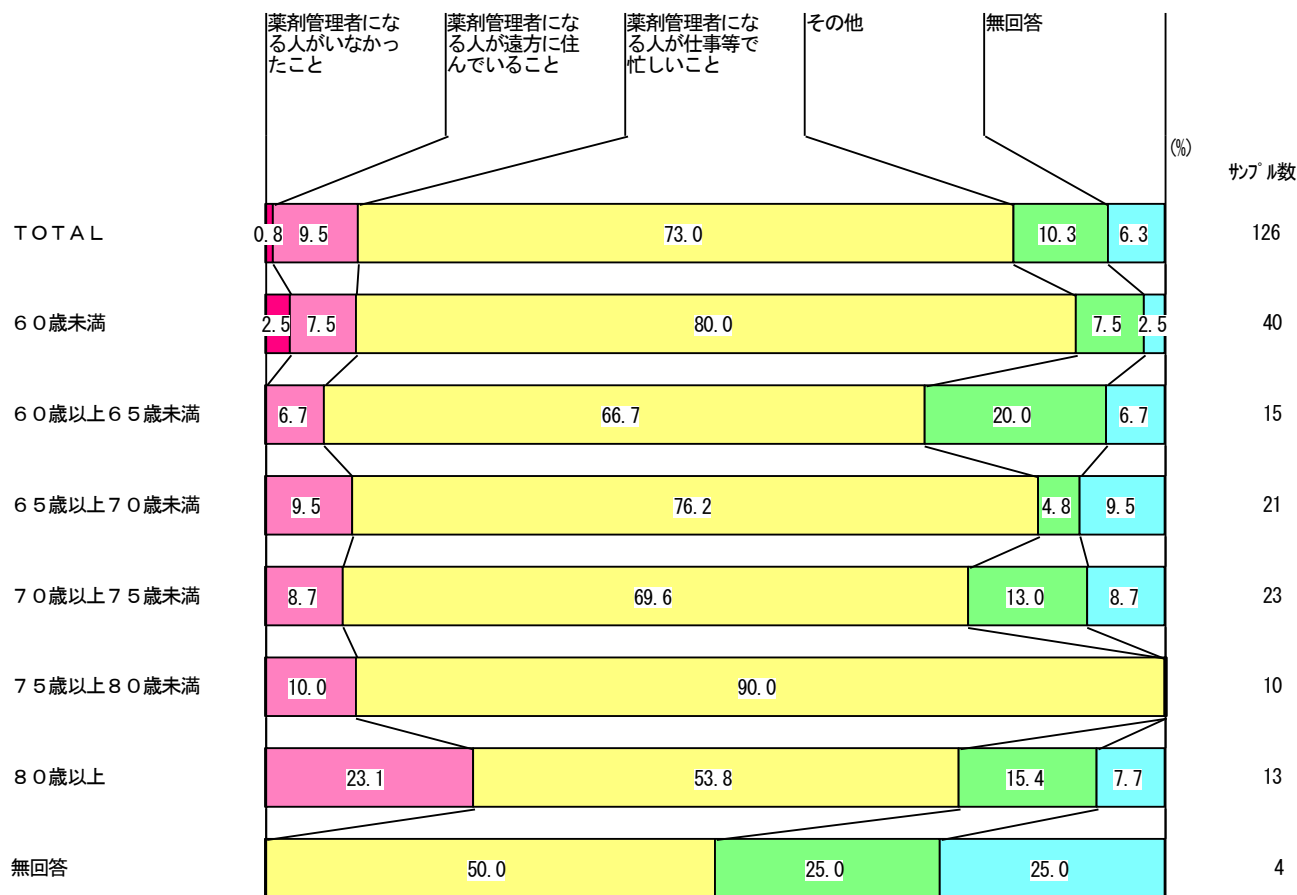 薬剤管理者にな
る人がいなかっ
たこと
薬剤管理者にな
る人が遠方に住
んでいること
薬剤管理者にな
る人が仕事等で
忙しいこと
その他
無回答
(%)
ｻﾝﾌﾟﾙ数
ＴＯＴＡＬ
0.8 9.5 73.0 10.3 6.3
126
６０歳未満
2.5 7.5 80.0 7.5 2.5
40
６０歳以上６５歳未満
6.7 66.7 20.0 6.7
15
６５歳以上７０歳未満
9.5 76.2 4.8 9.5
21
７０歳以上７５歳未満
8.7 69.6 13.0 8.7
23
７５歳以上８０歳未満
10.0 90.0
10
８０歳以上
23.1 53.8 15.4 7.7
13
無回答
50.0 25.0 25.0
4